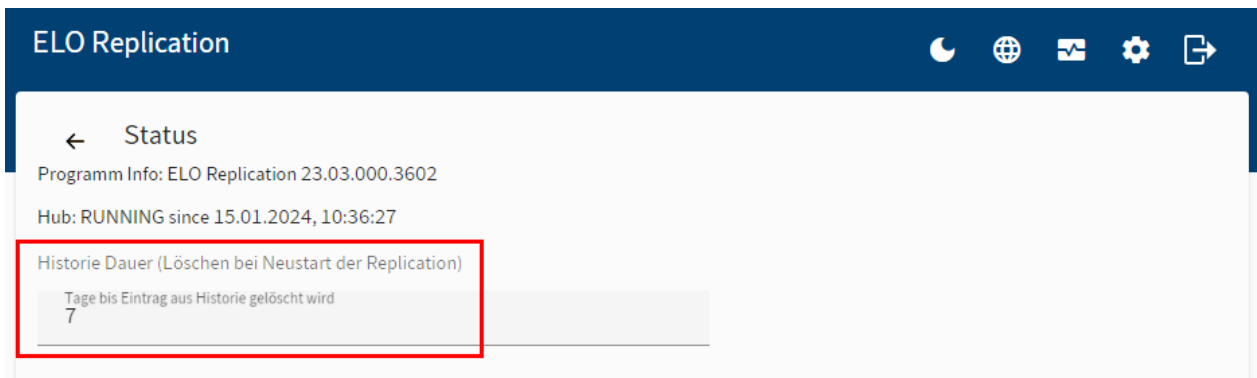 ELO Replication
Status
Programm Info: ELO Replication 23.03.000.3602
Hub: RUNNING since 15.01.2024, 10:36:27
Historie Dauer (Löschen bei Neustart der Replication)
Tage bis Eintrag aus Historie gelöscht wird
7